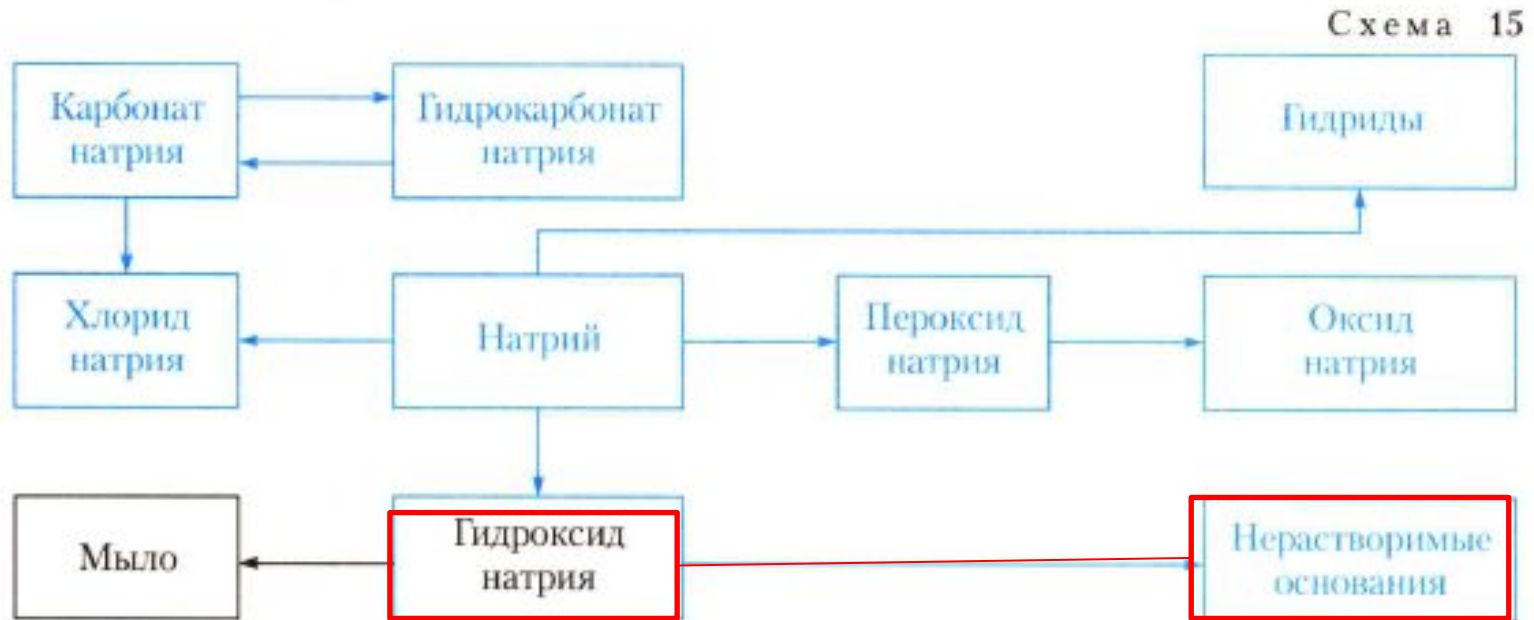 Схема 15
Карбонат
натрия
Гидрокарбонат
натрия
Гидриды
Хлорид
натрия
Натрий
Пероксид
натрия
Оксид
натрия
Мыло
Гидроксид
натрия
Нерастворимые
основания